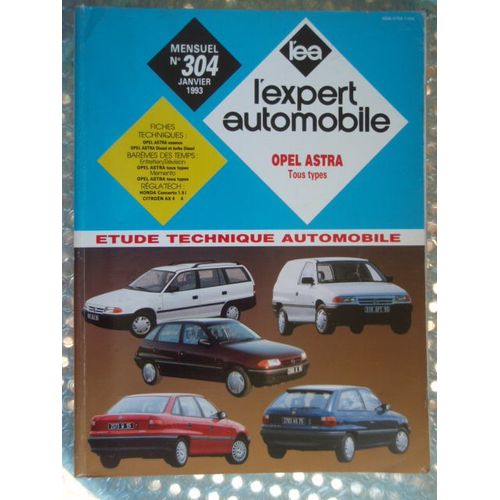 MENSUEL
N° 304
JANVIER
1993
l'ea
l'expert
automobile
FICHES
TECHNIQUES :
OPEL ASTRA essence
OPEL ASTRA Diesel et turbo Diesel
BARÈMES DES TEMPS :
Entretien/Révision
OPEL ASTRA tous types
Memento
OPEL ASTRA tous types
RÉGLA'TECH :
HONDA Concerto 1.5 i
CITROËN AX 4 x 4
OPEL ASTRA
Tous types
ETUDE TECHNIQUE AUTOMOBILE